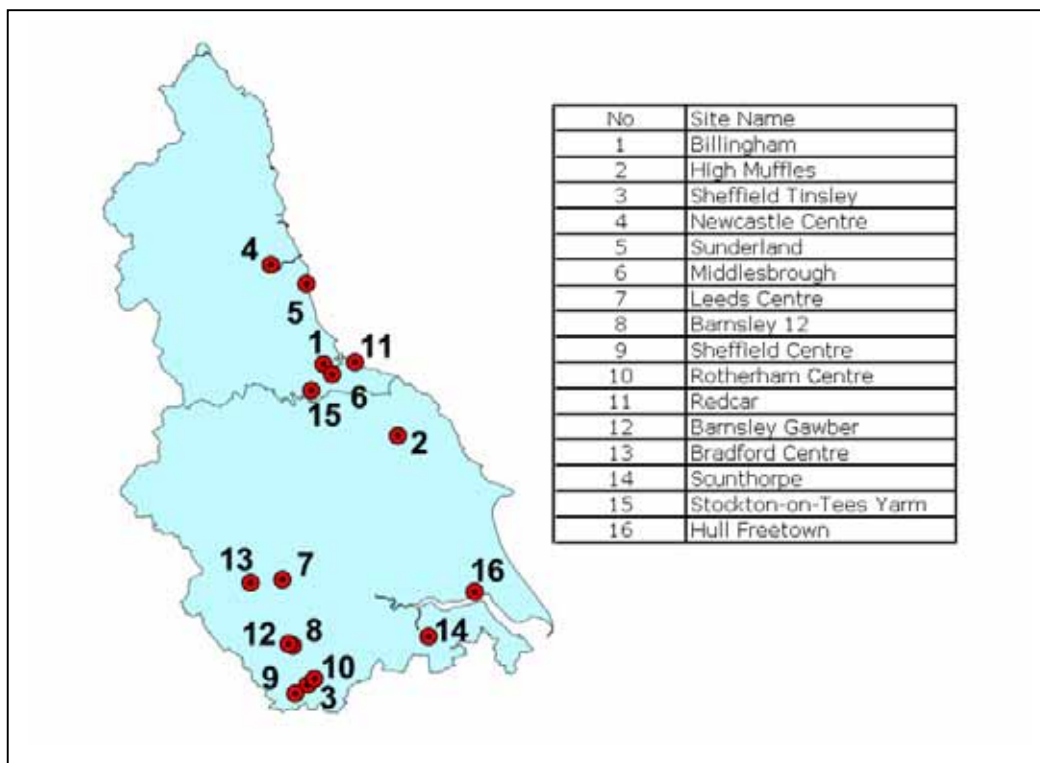 No Site Name
1 Billingham
2 High Muffles
3 Sheffield Tinsley
4 Newcastle Centre
5 Sunderland
6 Middlesbrough
7 Leeds Centre
8 Barnsley 12
9 Sheffield Centre
10 Rotherham Centre
11 Redcar
12 Barnsley Gawber
13 Bradford Centre
14 Scunthorpe
15 Stockton-on-Tees Yarm
16 Hull Freetown
4
5
1 11
15 6
2
13 7
16
12 8 14
9 10
3